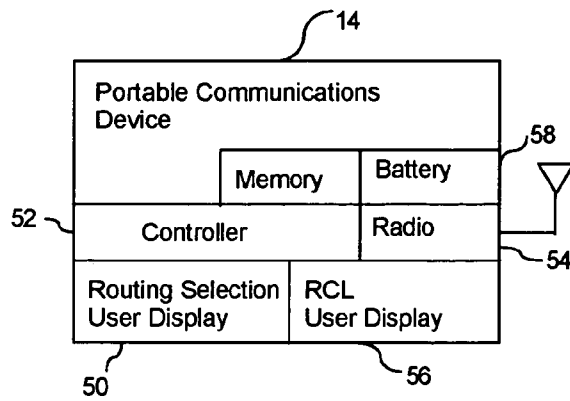 14
Portable Communications
Device
58
Memory
Battery
52
Controller
Radio
54
Routing Selection
User Display
RCL
User Display
50
56